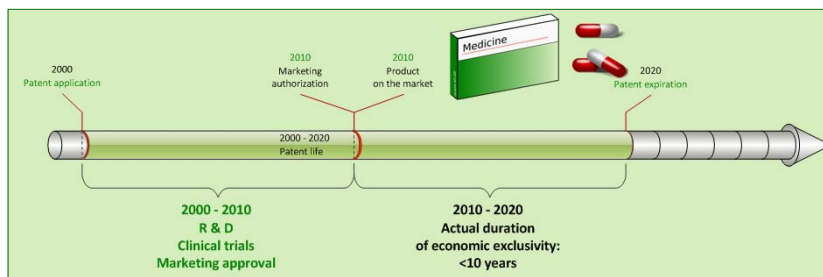 2000
Patent application
2010
Marketing
authorization
2010
Product
on the market
Medicine
2020
Patent expiration
2000 - 2020
Patent life
2000 - 2010
R & D
Clinical trials
Marketing approval
2010 - 2020
Actual duration
of economic exclusivity:
<10 years